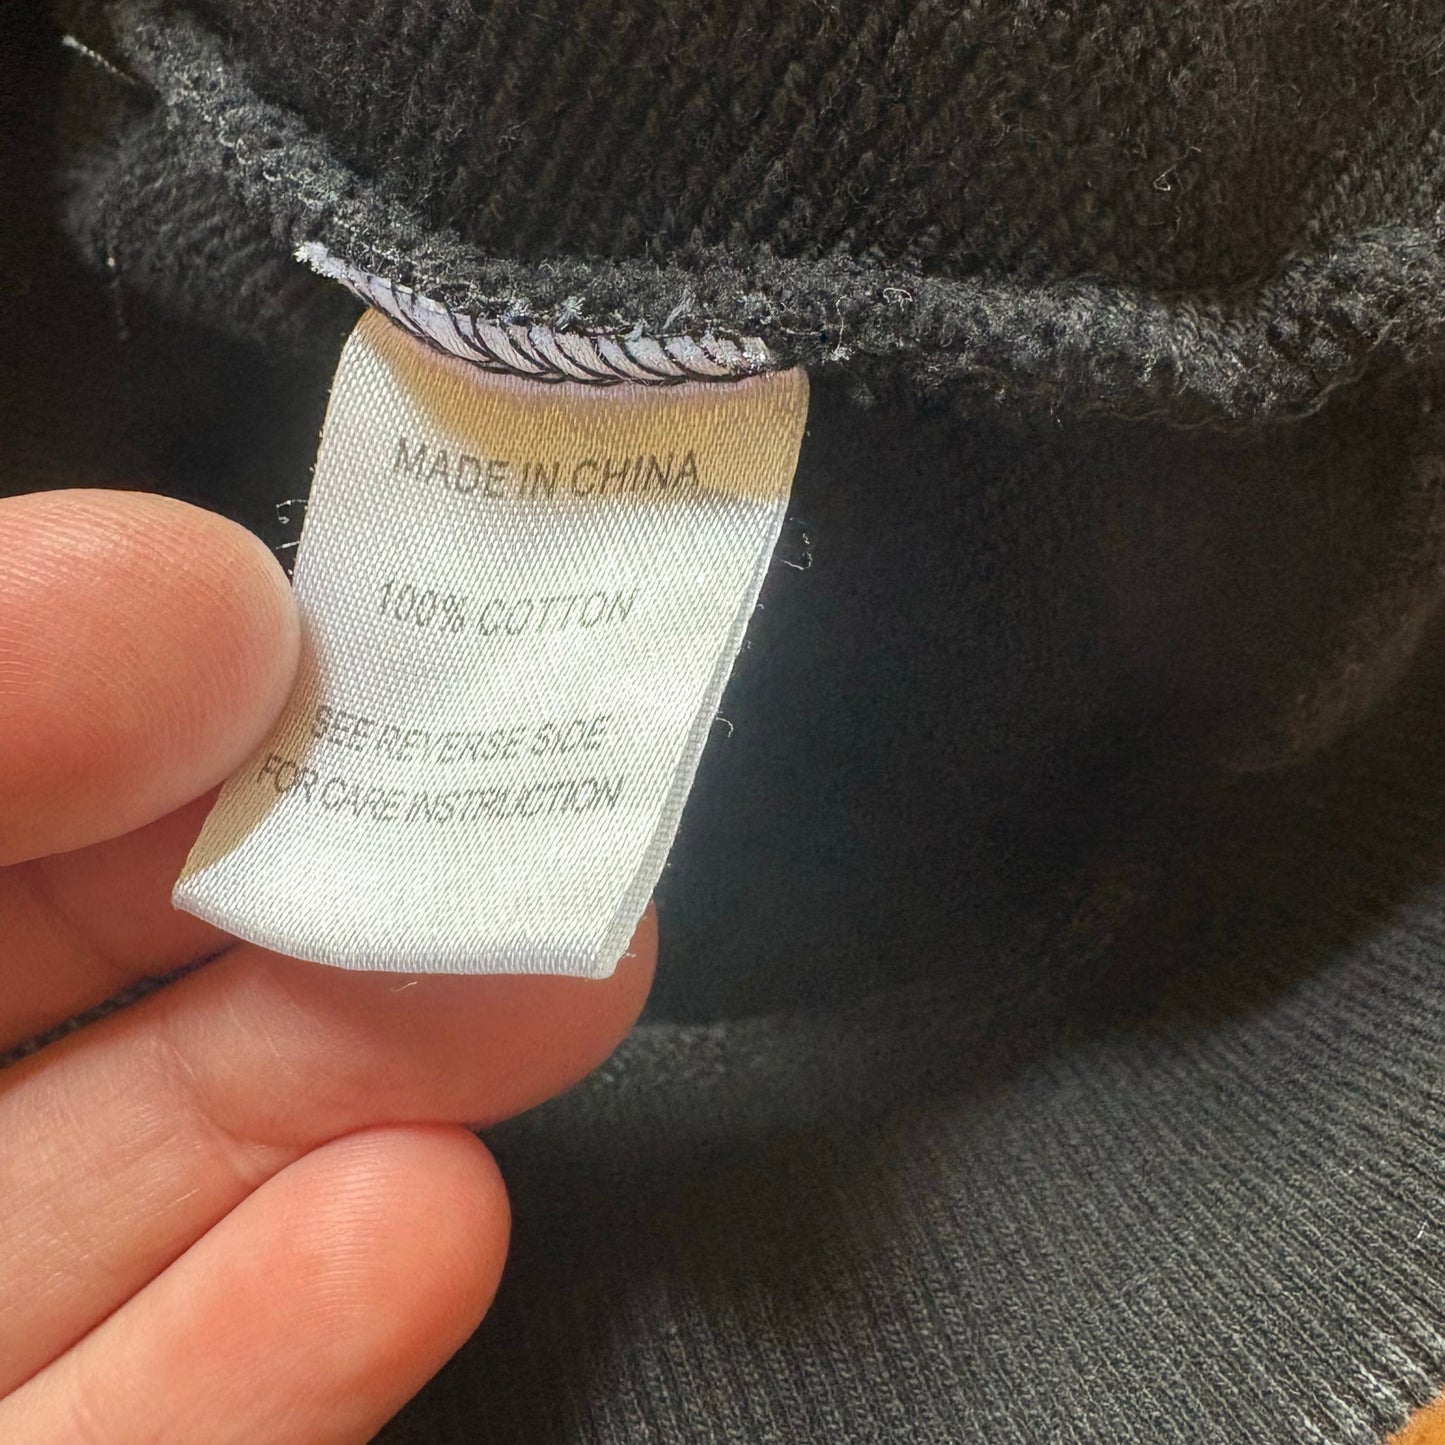 MADE IN CHINA
100% COTTON
SEE REVERSE SIDE
FOR CARE INSTRUCTION